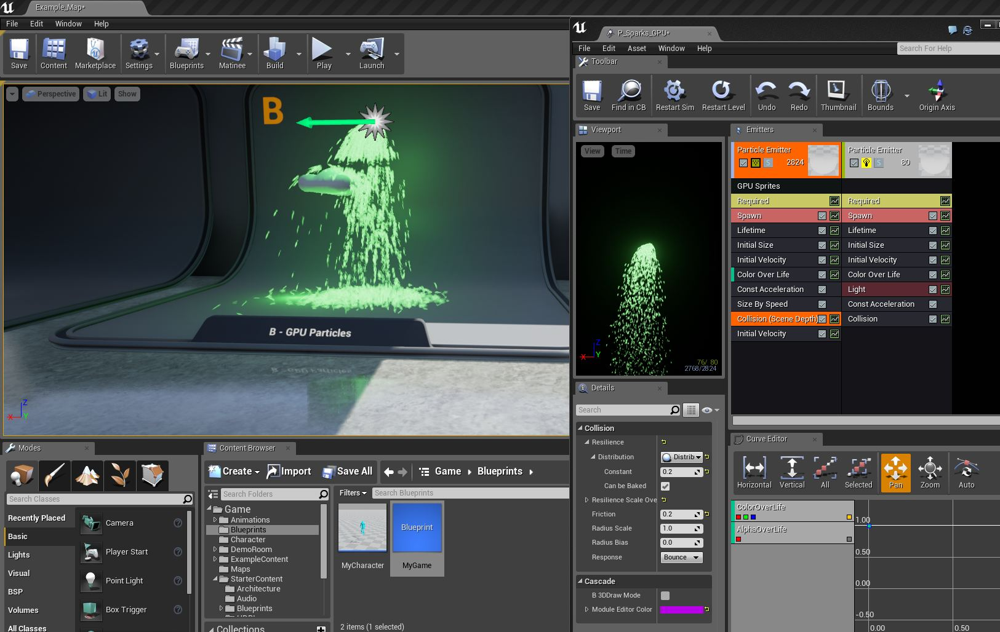 Example_Map*
File Edit Window Help
Save Content Marketplace Settings Blueprints Matinee Build Play Launch
Perspective Lit Show
B
B - GPU Particles
X Z Y
Modes
Search Classes
Recently Placed
Basic
Lights
Visual
BSP
Volumes
All Classes
Camera
Player Start
Point Light
Box Trigger
Content Browser
Create Import Save All Game Blueprints
Search Folders
Game
Animations
Blueprints
Character
DemoRoom
ExampleContent
Maps
StarterContent
Architecture
Audio
Blueprints
Collections
Filters Search Blueprints
Blueprint
MyCharacter MyGame
2 items (1 selected)
P_Sparks_GPU*
File Edit Asset Window Help
Search For Help
Toolbar
Save Find in CB Restart Sim Restart Level Undo Redo Thumbnail Bounds Origin Axis
Viewport
View Time
X Z Y
76/ 80
2768/2824
Emitters
Particle Emitter Particle Emitter
S 2824 S 80
GPU Sprites
Required Required
Spawn Spawn
Lifetime Lifetime
Initial Size Initial Size
Initial Velocity Initial Velocity
Color Over Life Color Over Life
Const Acceleration Light
Size By Speed Const Acceleration
Collision (Scene Depth) Collision
Initial Velocity
Details
Search
Collision
Resilience
Distribution Distrib
Constant 0.2
Can be Baked
Resilience Scale Ove
Friction 0.2
Radius Scale 1.0
Radius Bias 0.0
Response Bounce
Cascade
B 3DDraw Mode
Module Editor Color
Curve Editor
Horizontal Vertical All Selected Pan Zoom Auto
ColorOverLife
AlphaOverLife
1.00
0.50
0.00
-0.50
0.00 0.50